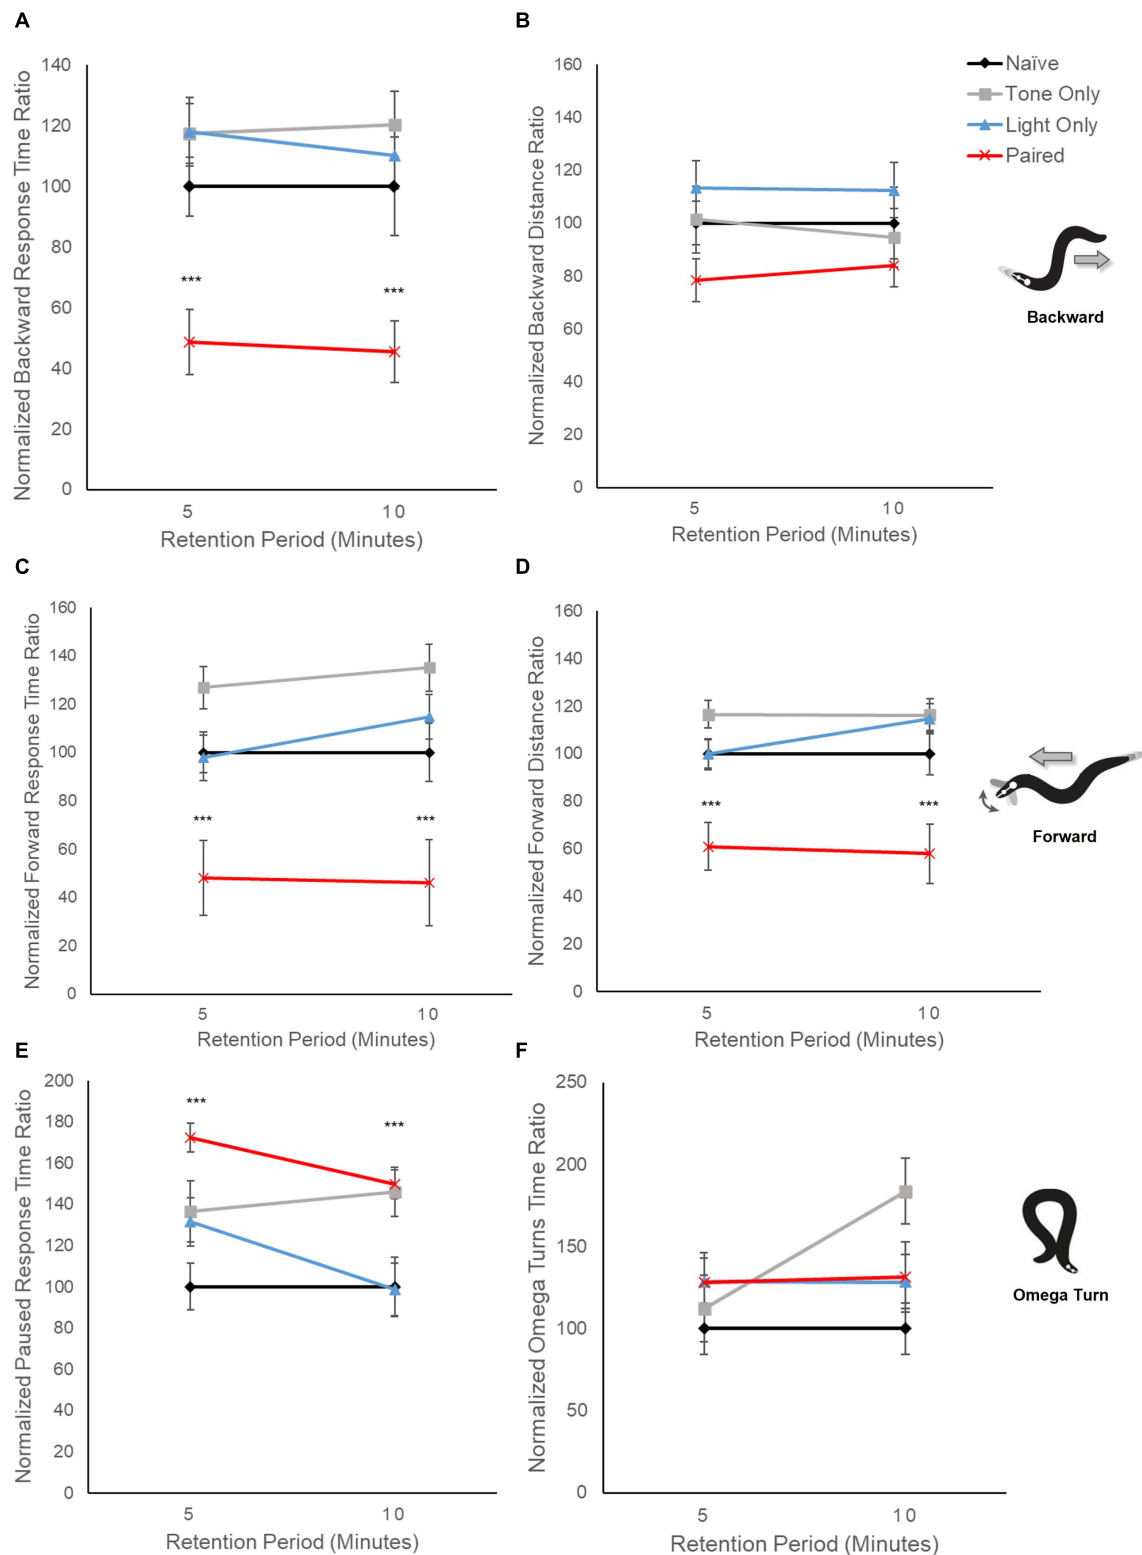 A
Normalized Backward Response Time Ratio
140
120
100
80
60
40
20
0
***
***
5
10
Retention Period (Minutes)
B
Normalized Backward Distance Ratio
160
140
120
100
80
60
40
20
0
5
10
Retention Period (Minutes)
Naïve
Tone Only
Light Only
Paired
Backward
C
Normalized Forward Response Time Ratio
160
140
120
100
80
60
40
20
0
***
***
5
10
Retention Period (Minutes)
D
Normalized Forward Distance Ratio
160
140
120
100
80
60
40
20
0
***
***
5
10
Retention Period (Minutes)
Forward
E
Normalized Paused Response Time Ratio
200
180
160
140
120
100
80
60
40
20
0
***
***
5
10
Retention Period (Minutes)
F
Normalized Omega Turns Time Ratio
250
200
150
100
50
0
5
10
Retention Period (Minutes)
Omega Turn